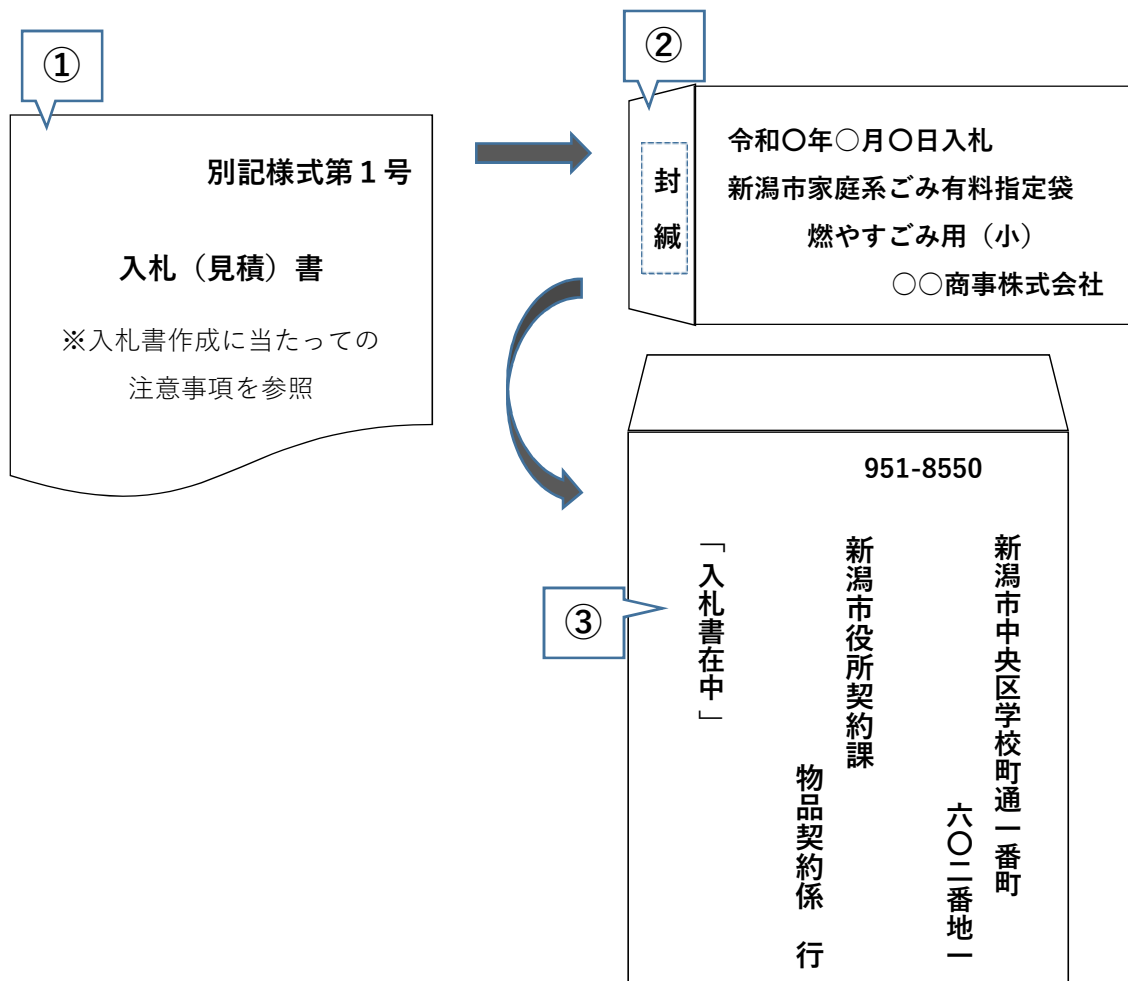 ①
別記様式第１号
入札（見積）書
※入札書作成に当たっての
注意事項を参照
②
封緘
令和〇年○月〇日入札
新潟市家庭系ごみ有料指定袋
燃やすごみ用（小）
○○商事株式会社
③
951-8550
新潟市中央区学校町通一番町
六〇二番地一
新潟市役所契約課
物品契約係　行
「入札書在中」